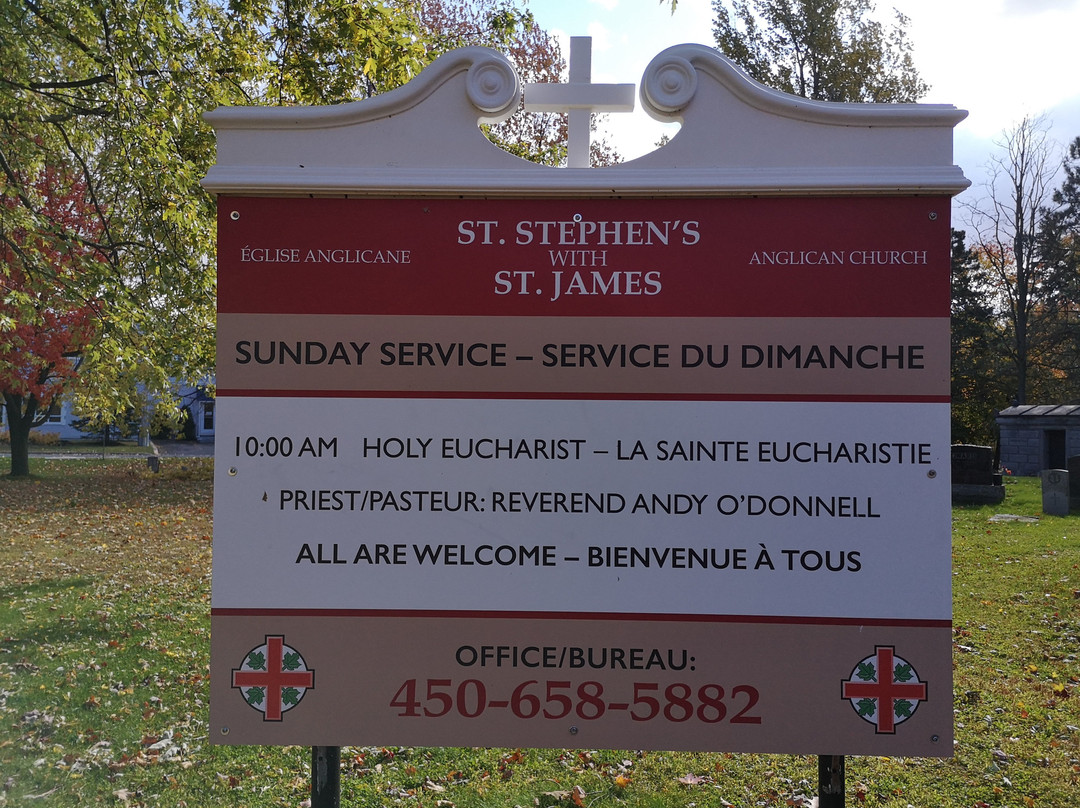 ST. STEPHEN'S
WITH
ST. JAMES
ÉGLISE ANGLICANE
ANGLICAN CHURCH
SUNDAY SERVICE – SERVICE DU DIMANCHE
10:00 AM HOLY EUCHARIST – LA SAINTE EUCHARISTIE
PRIEST/PASTEUR: REVEREND ANDY O'DONNELL
ALL ARE WELCOME – BIENVENUE À TOUS
OFFICE/BUREAU:
450-658-5882